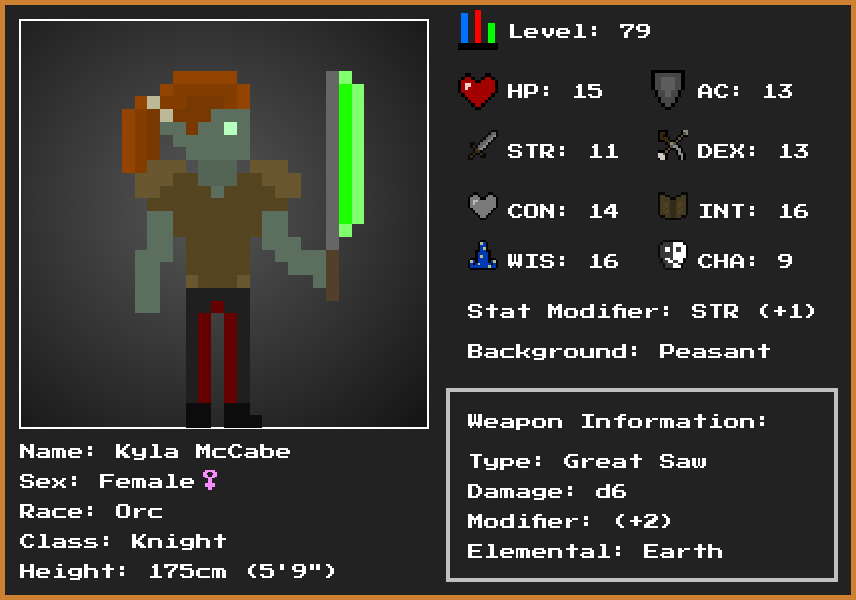 Level: 79
HP: 15
AC: 13
STR: 11
DEX: 13
CON: 14
INT: 16
WIS: 16
CHA: 9
Stat Modifier: STR (+1)
Background: Peasant
Weapon Information:
Type: Great Saw
Damage: d6
Modifier: (+2)
Elemental: Earth
Name: Kyla McCabe
Sex: Female♀
Race: Orc
Class: Knight
Height: 175cm (5'9")